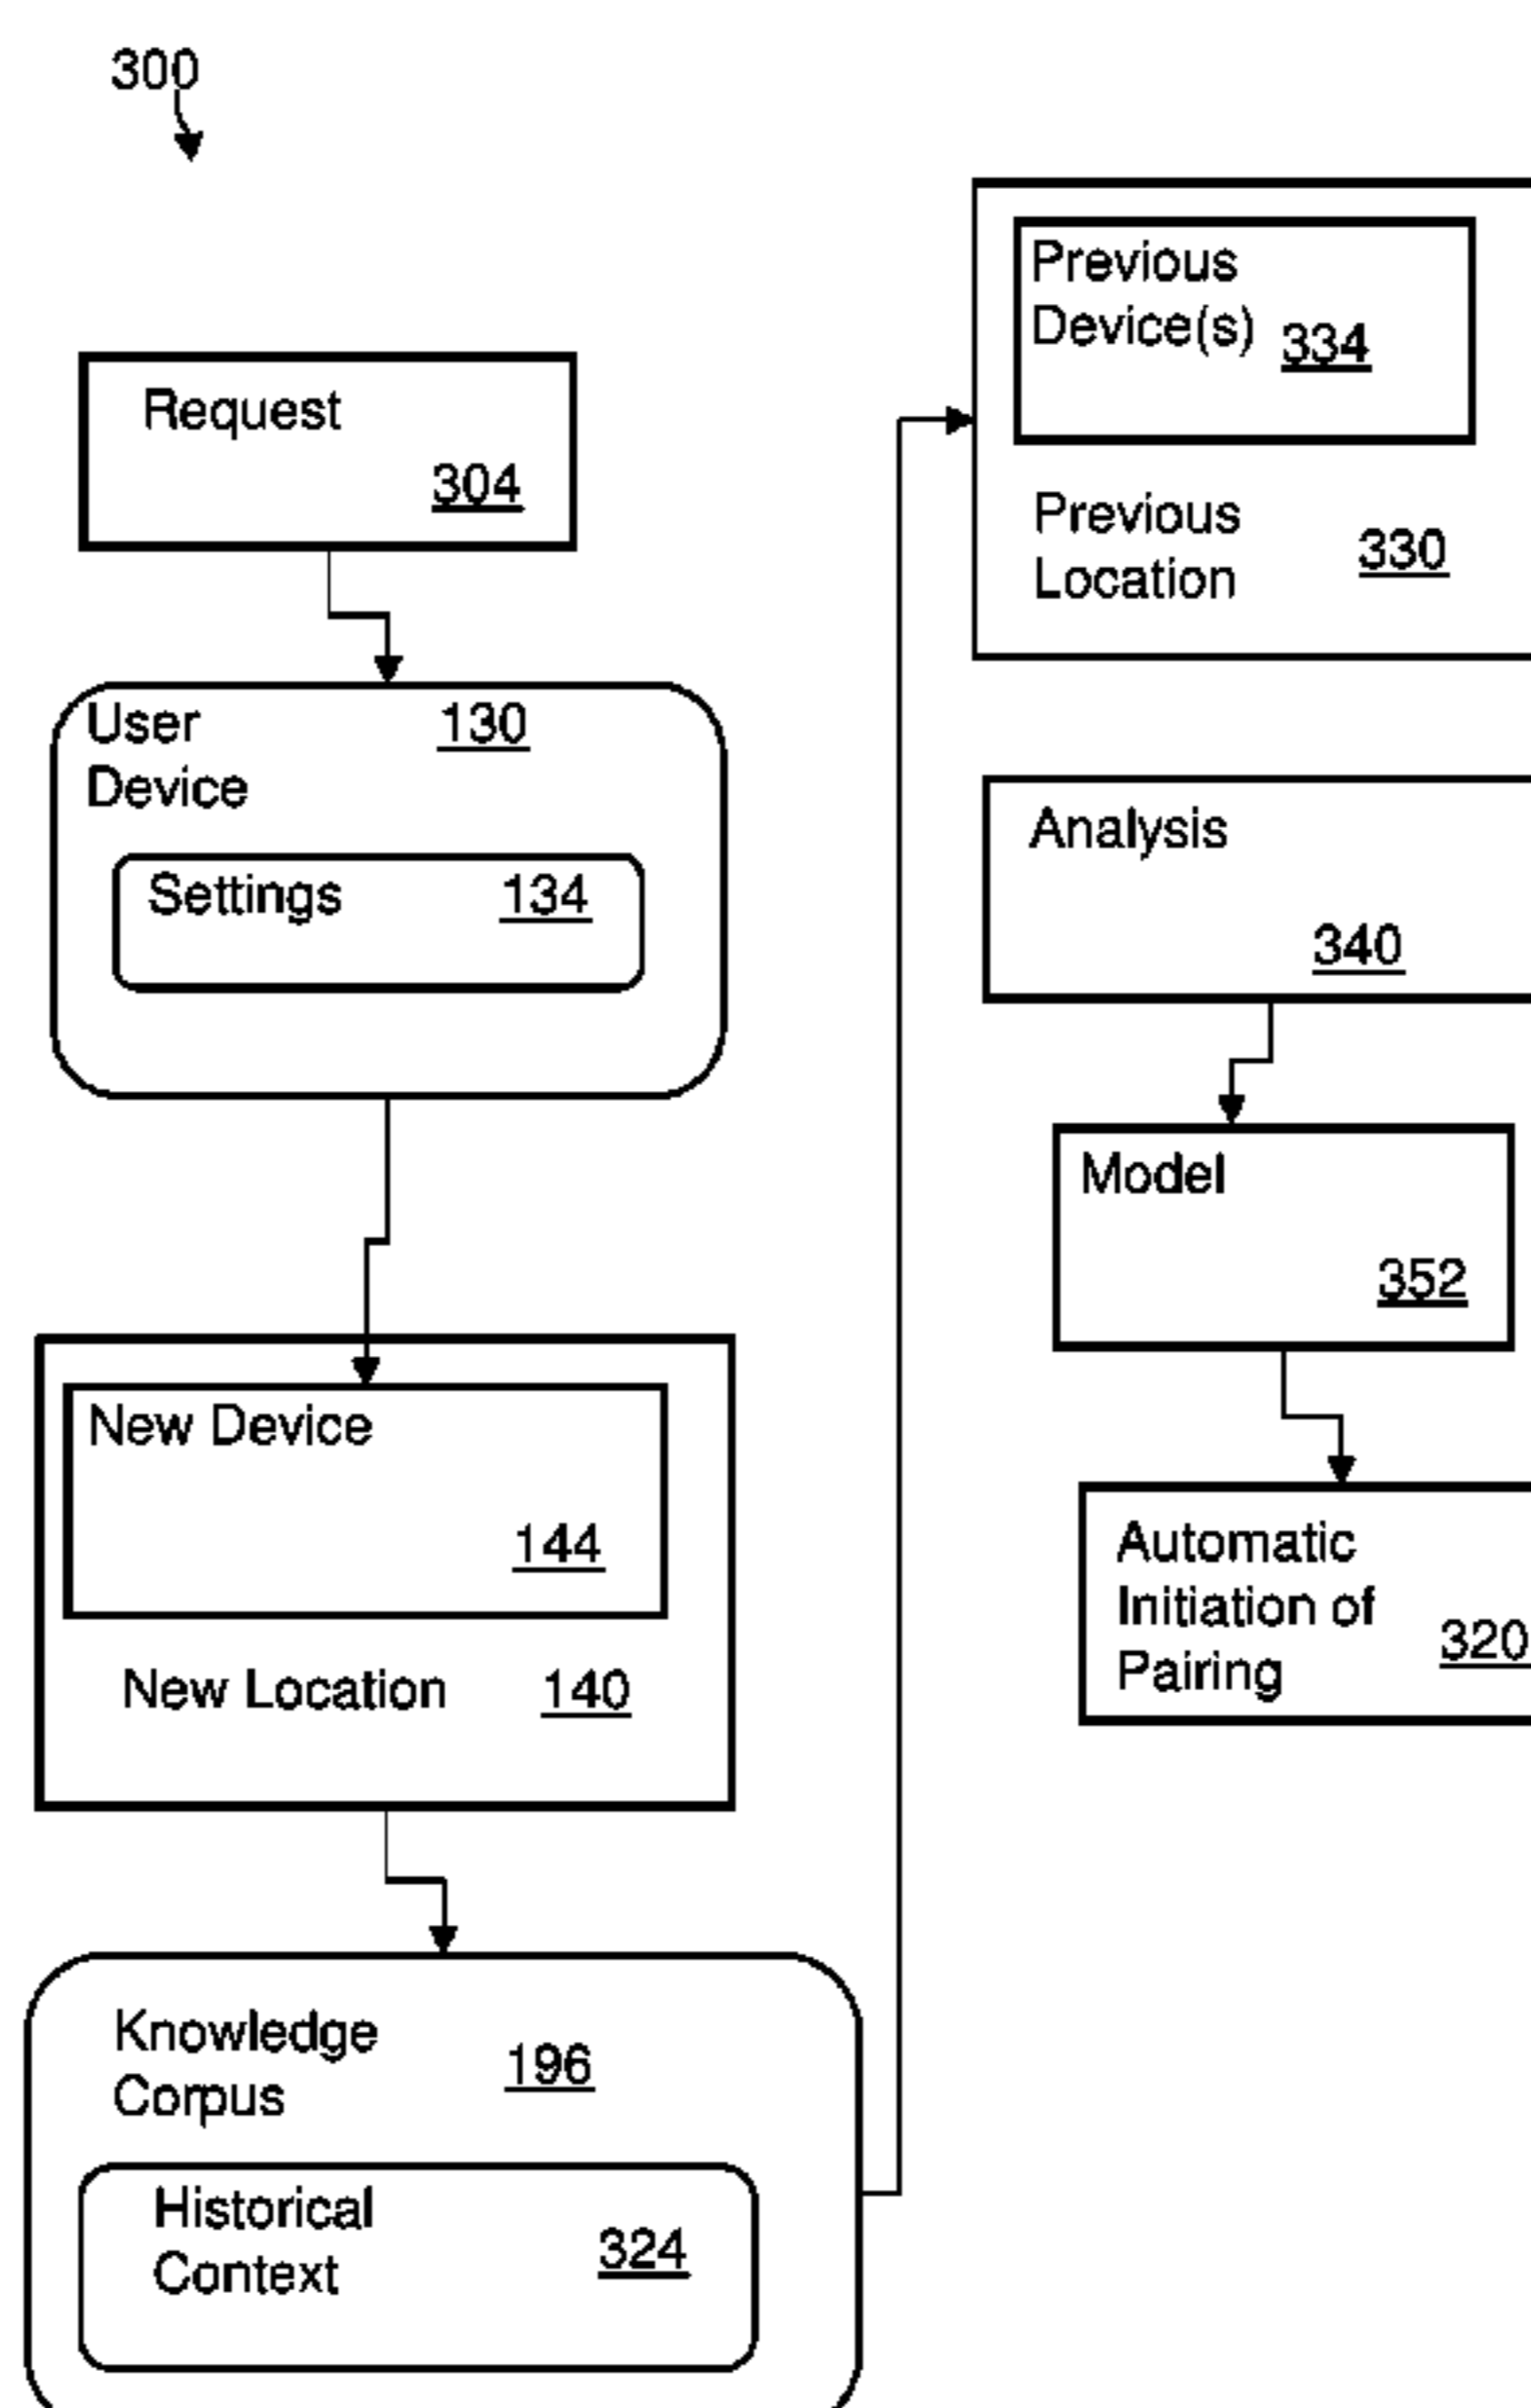 300
Request
304
User
Device
130
Settings 134
New Device
144
New Location 140
Knowledge
Corpus
196
Historical
Context
324
Previous
Device(s) 334
Previous
Location
330
Analysis
340
Model
352
Automatic
Initiation of
Pairing
320